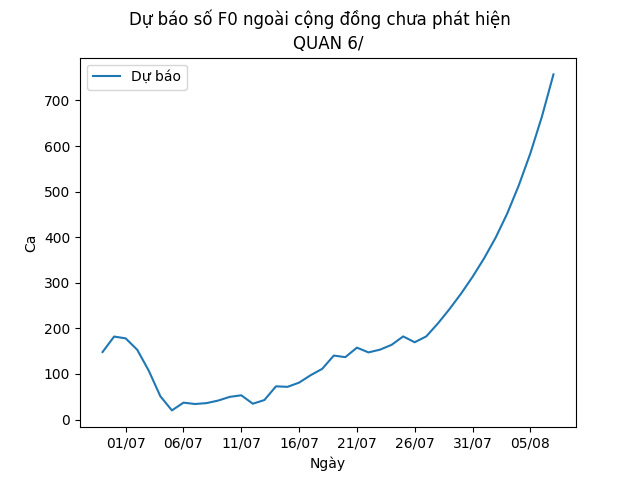 Dự báo số F0 ngoài cộng đồng chưa phát hiện
QUAN 6/
Dự báo
700
600
500
400
300
200
100
0
Ca
01/07 06/07 11/07 16/07 21/07 26/07 31/07 05/08
Ngày